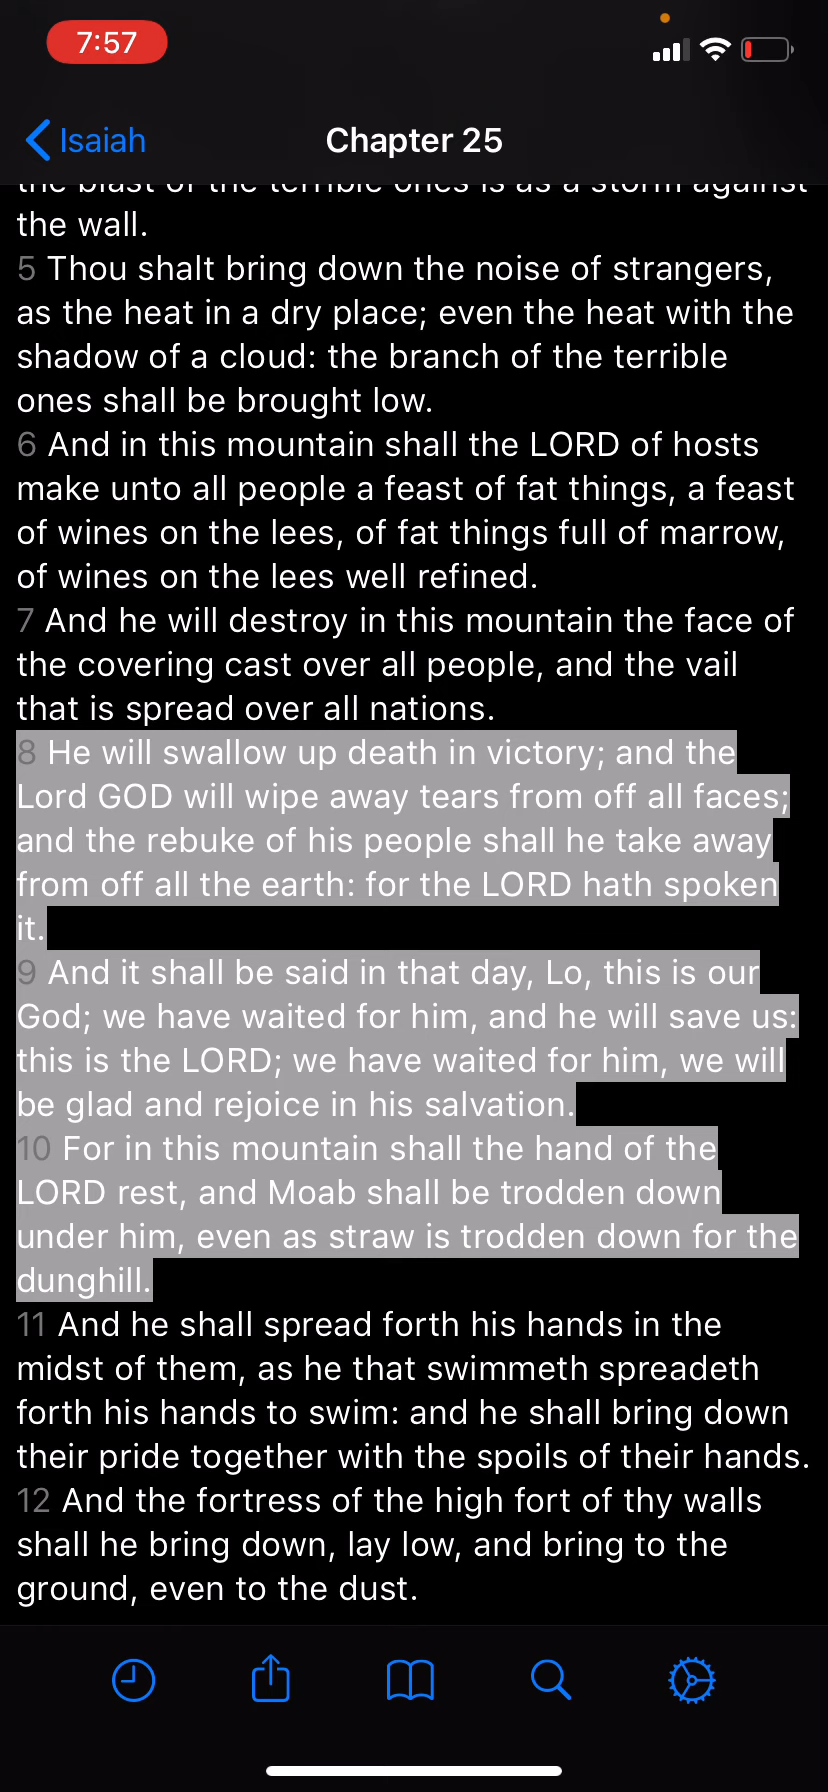 7:57
Isaiah
Chapter 25
the blast of the terrible ones is as a storm against
the wall.
5 Thou shalt bring down the noise of strangers,
as the heat in a dry place; even the heat with the
shadow of a cloud: the branch of the terrible
ones shall be brought low.
6 And in this mountain shall the LORD of hosts
make unto all people a feast of fat things, a feast
of wines on the lees, of fat things full of marrow,
of wines on the lees well refined.
7 And he will destroy in this mountain the face of
the covering cast over all people, and the vail
that is spread over all nations.
8 He will swallow up death in victory; and the
Lord GOD will wipe away tears from off all faces;
and the rebuke of his people shall he take away
from off all the earth: for the LORD hath spoken
it.
9 And it shall be said in that day, Lo, this is our
God; we have waited for him, and he will save us:
this is the LORD; we have waited for him, we will
be glad and rejoice in his salvation.
10 For in this mountain shall the hand of the
LORD rest, and Moab shall be trodden down
under him, even as straw is trodden down for the
dunghill.
11 And he shall spread forth his hands in the
midst of them, as he that swimmeth spreadeth
forth his hands to swim: and he shall bring down
their pride together with the spoils of their hands.
12 And the fortress of the high fort of thy walls
shall he bring down, lay low, and bring to the
ground, even to the dust.